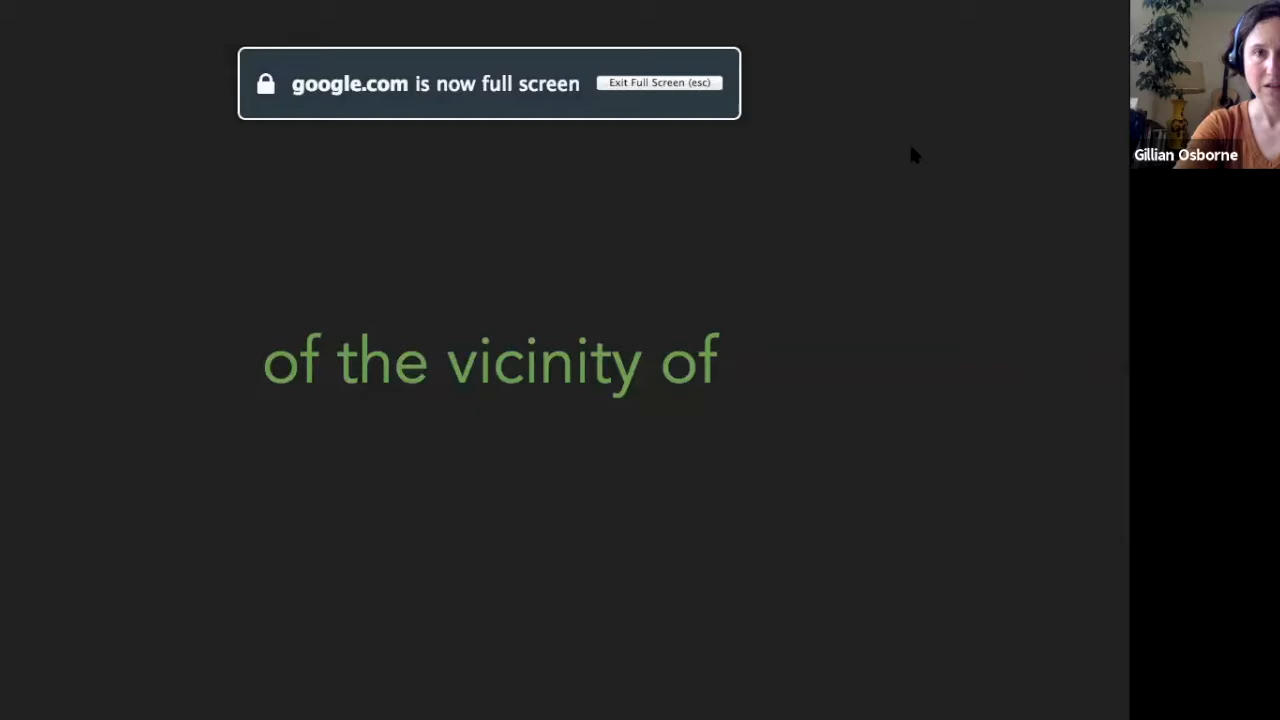 google.com is now full screen Exit Full Screen (esc)
Gillian Osborne
of the vicinity of